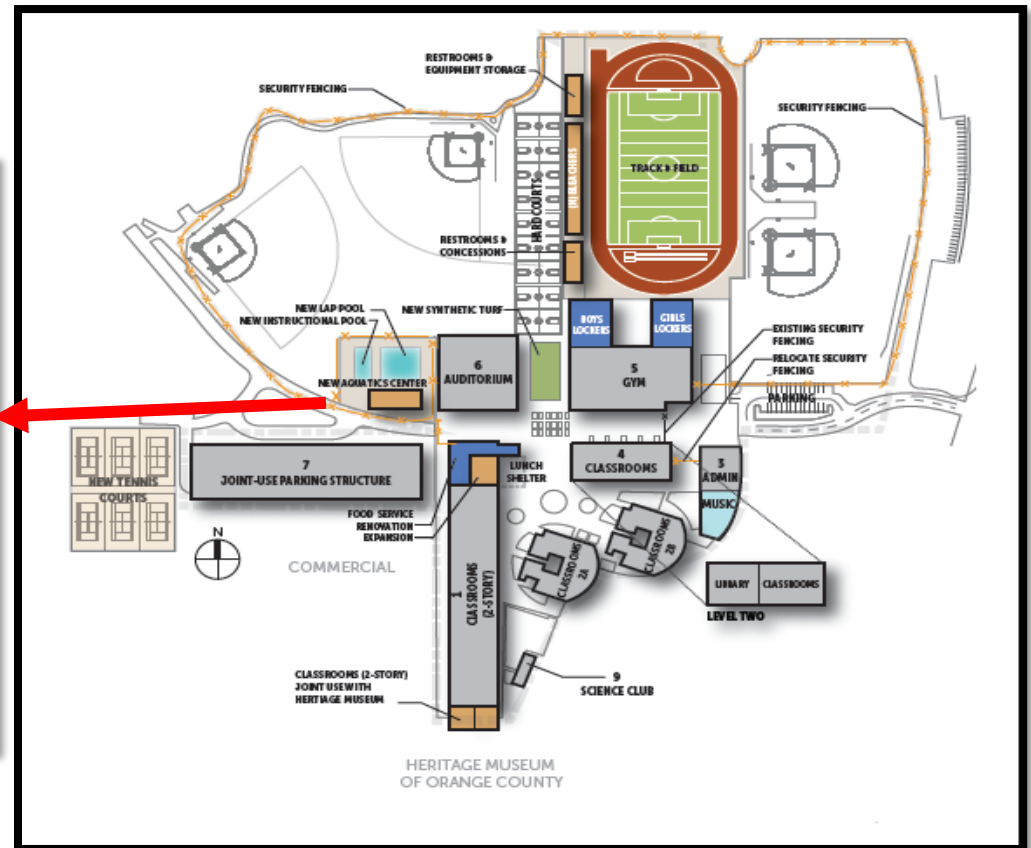 RESTROOMS &
EQUIPMENT STORAGE
SECURITY FENCING
SECURITY FENCING
TRACK & FIELD
HARDCOURTS
BLEACHERS
RESTROOMS &
CONCESSIONS
NEW LAP POOL
NEW INSTRUCTIONAL POOL
NEW SYNTHETIC TURF
BOYS
LOCKERS
GIRLS
LOCKERS
EXISTING SECURITY
FENCING
RELOCATE SECURITY
FENCING
6
AUDITORIUM
5
GYM
NEW AQUATICS CENTER
PARKING
7
JOINT-USE PARKING STRUCTURE
NEW TENNIS
COURTS
LUNCH
SHELTER
4
CLASSROOMS
3
ADMIN
MUSIC
FOOD SERVICE
RENOVATION
EXPANSION
N
COMMERCIAL
CLASSROOMS
2A
CLASSROOMS
2B
1
CLASSROOMS
(2-STORY)
LIBRARY
CLASSROOMS
LEVEL TWO
CLASSROOMS (2-STORY)
JOINT USE WITH
HERTIAGE MUSEUM
9
SCIENCE CLUB
HERITAGE MUSEUM
OF ORANGE COUNTY